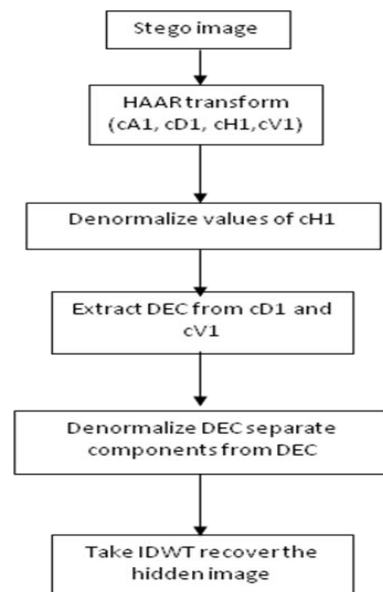 Stego image
HAAR transform
(cA1, cD1, cH1,cV1)
Denormalize values of cH1
Extract DEC from cD1 and
cV1
Denormalize DEC separate
components from DEC
Take IDWT recover the
hidden image